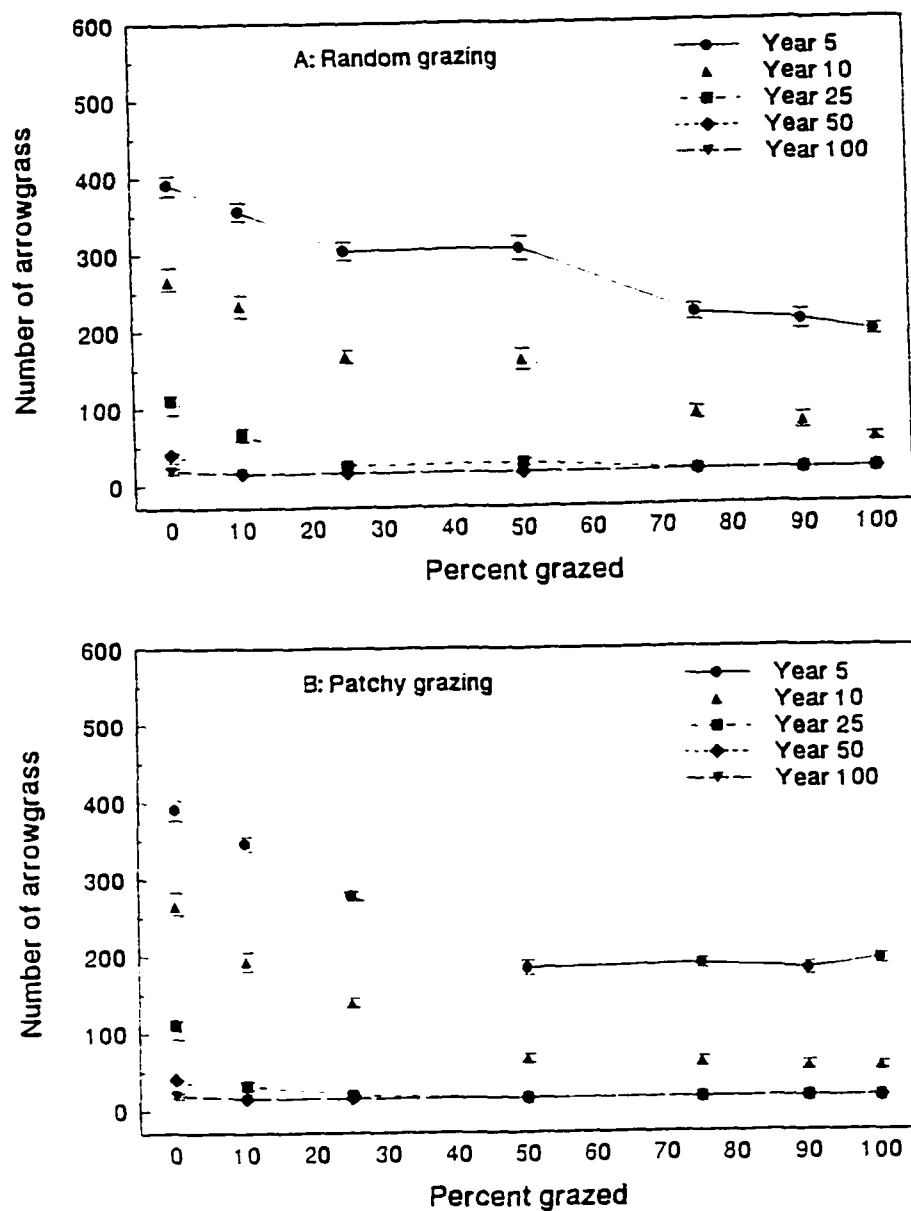 A: Random grazing
Year 5
Year 10
Year 25
Year 50
Year 100
600
500
400
300
200
100
0
Number of arrowgrass
0 10 20 30 40 50 60 70 80 90 100
Percent grazed
B: Patchy grazing
Year 5
Year 10
Year 25
Year 50
Year 100
600
500
400
300
200
100
0
Number of arrowgrass
0 10 20 30 40 50 60 70 80 90 100
Percent grazed